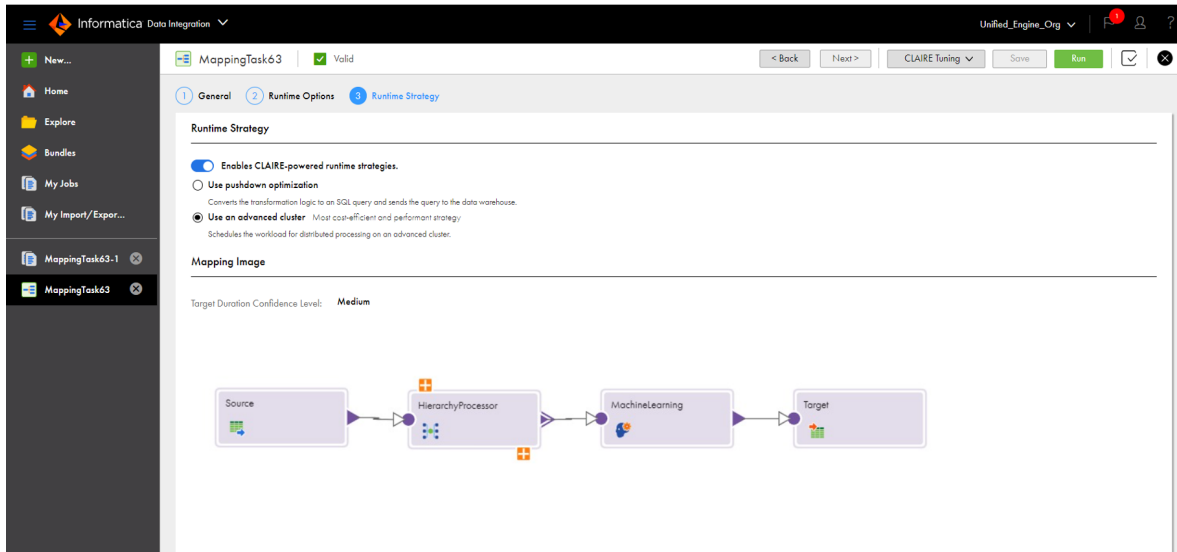 Informatica Data Integration
Unified_Engine_Org
1
?
New...
Home
Explore
Bundles
My Jobs
My Import/Expor...
MappingTask63-1
MappingTask63
MappingTask63
Valid
< Back
Next >
CLAIRE Tuning
Save
Run
1 General
2 Runtime Options
3 Runtime Strategy
Runtime Strategy
Enables CLAIRE-powered runtime strategies.
Use pushdown optimization
Converts the transformation logic to an SQL query and sends the query to the data warehouse.
Use an advanced cluster Most cost-efficient and performant strategy
Schedules the workload for distributed processing on an advanced cluster.
Mapping Image
Target Duration Confidence Level: Medium
Source
HierarchyProcessor
MachineLearning
Target